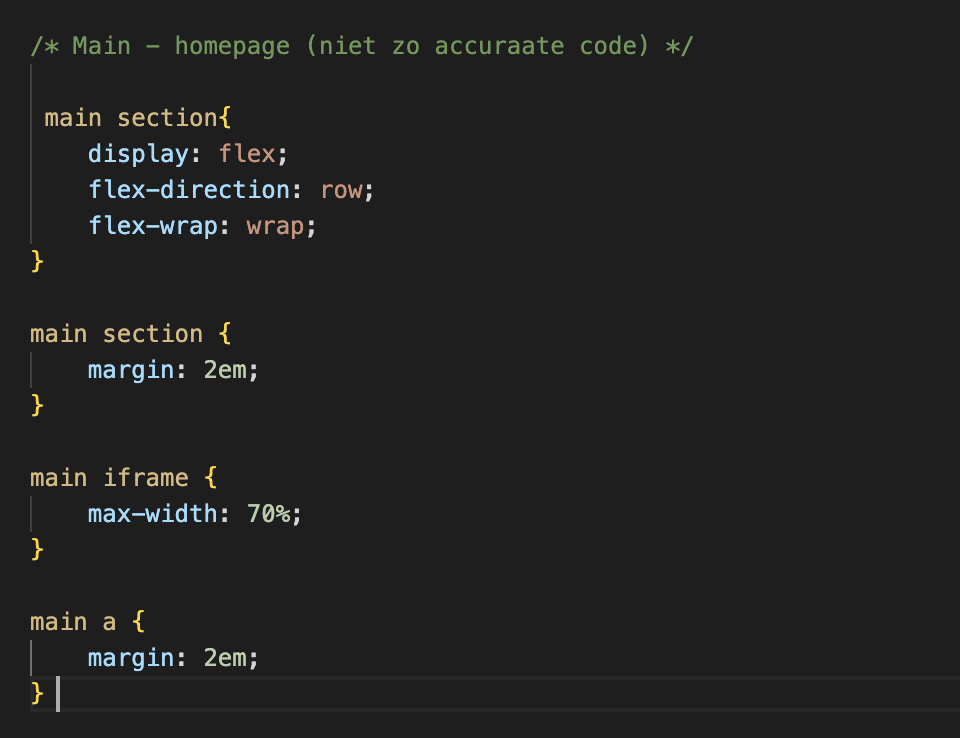 /* Main - homepage (niet zo accuraate code) */
main section{
display: flex;
flex-direction: row;
flex-wrap: wrap;
}
main section {
margin: 2em;
}
main iframe {
max-width: 70%;
}
main a {
margin: 2em;
}